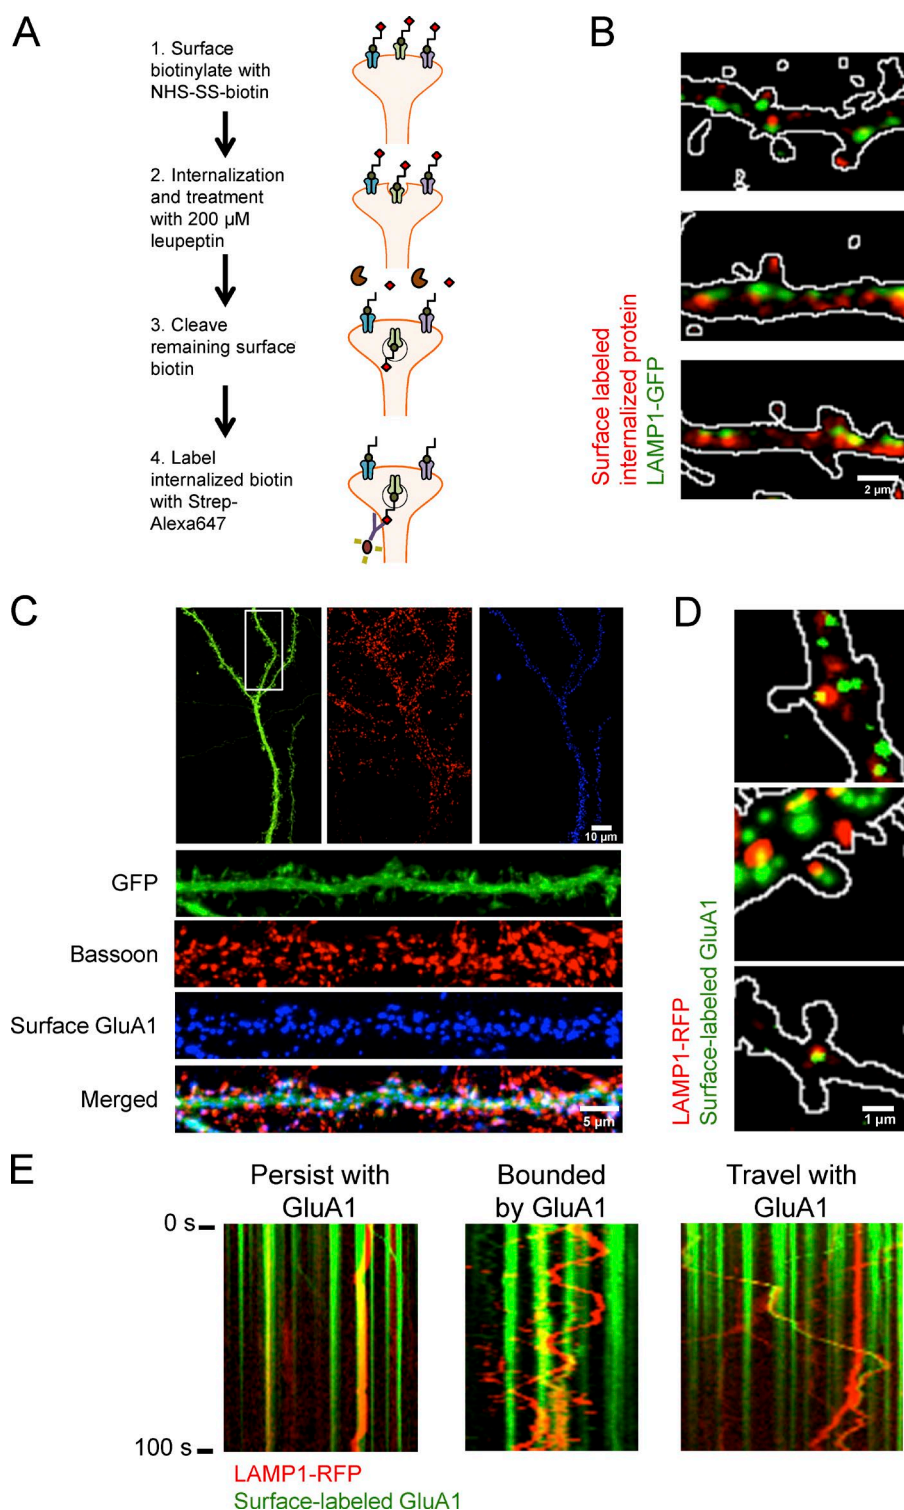 A
1. Surface
biotinylate with
NHS-SS-biotin
2. Internalization
and treatment
with 200 µM
leupeptin
3. Cleave
remaining surface
biotin
4. Label
internalized biotin
with Strep-
Alexa647
B
Surface labeled
internalized protein
LAMP1-GFP
2 µm
C
10 µm
GFP
Bassoon
Surface GluA1
Merged
5 µm
D
LAMP1-RFP
Surface-labeled GluA1
1 µm
E
Persist with
GluA1
Bounded
by GluA1
Travel with
GluA1
0 s
100 s
LAMP1-RFP
Surface-labeled GluA1